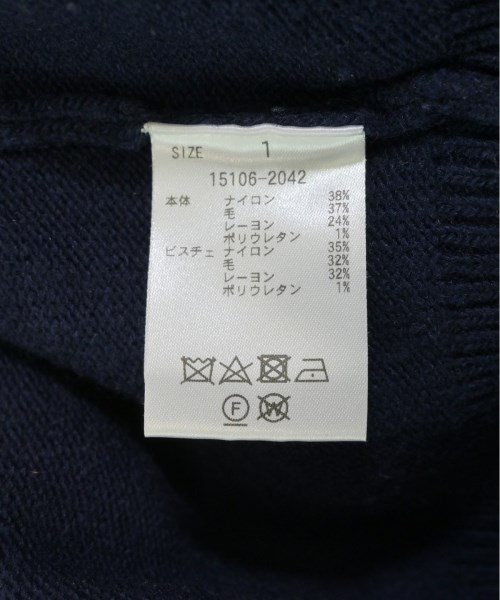 SIZE 1
15106-2042
本体 ナイロン 38%
毛 37%
レーヨン 24%
ポリウレタン 1%
ビスチェ ナイロン 35%
毛 32%
レーヨン 32%
ポリウレタン 1%
F W